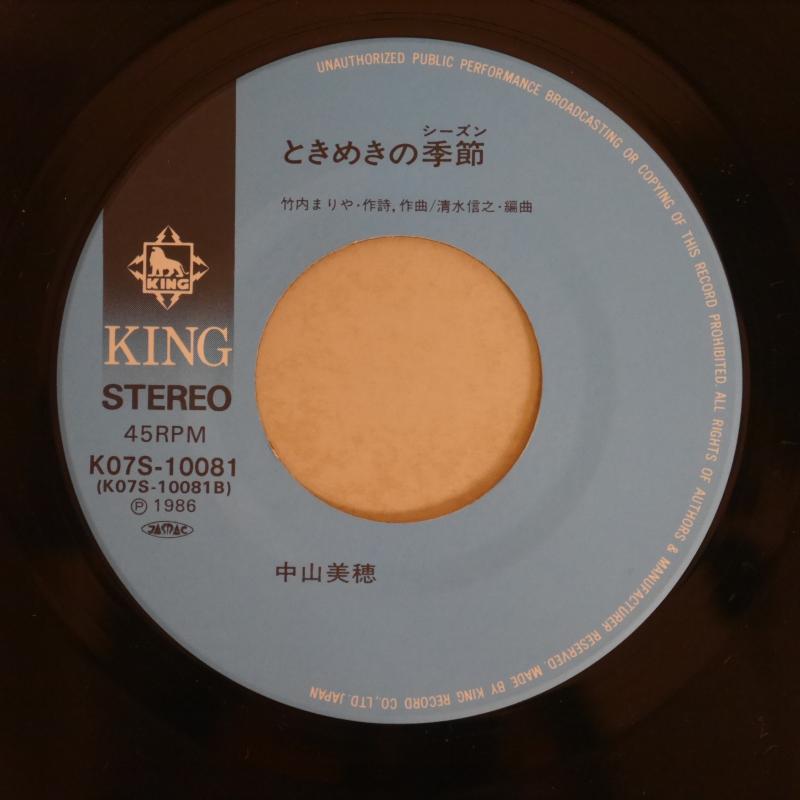 UNAUTHORIZED PUBLIC PERFORMANCE BROADCASTING OR COPYING OF THIS RECORD PROHIBITED. ALL RIGHTS OF AUTHORS & MANUFACTURER RESERVED. MADE BY KING RECORD CO., LTD. JAPAN
シーズン
ときめきの季節
竹内まりや・作詩,作曲/清水信之・編曲
KING
KING
STEREO
45RPM
K07S-10081
(K07S-10081B)
Ⓟ 1986
JASRAC
中山美穂